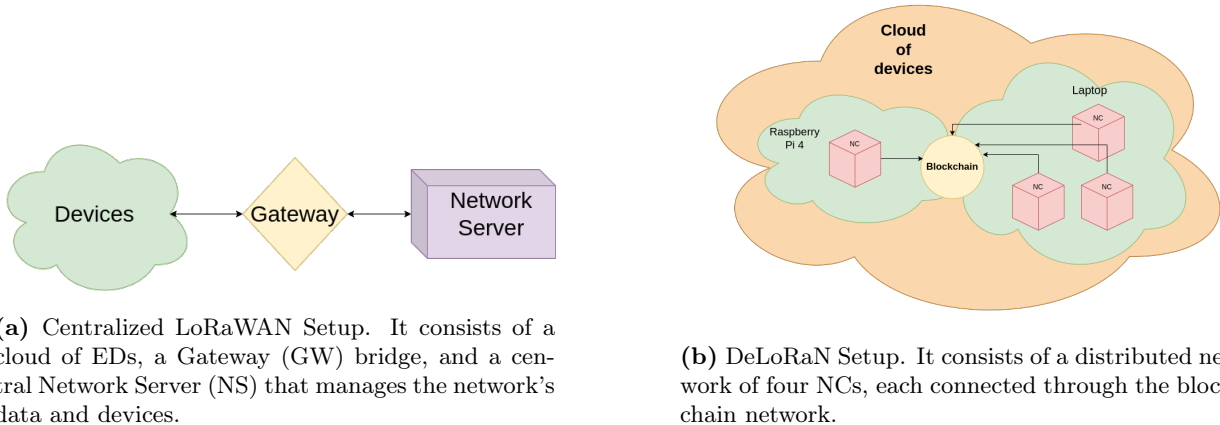 Devices
Gateway
Network
Server
(a) Centralized LoRaWAN Setup. It consists of a
cloud of EDs, a Gateway (GW) bridge, and a cen-
tral Network Server (NS) that manages the network's
data and devices.
Cloud
of
devices
Raspberry
Pi 4
NC
Blockchain
Laptop
NC
NC
NC
(b) DeLoRaN Setup. It consists of a distributed ne
work of four NCs, each connected through the bloc
chain network.